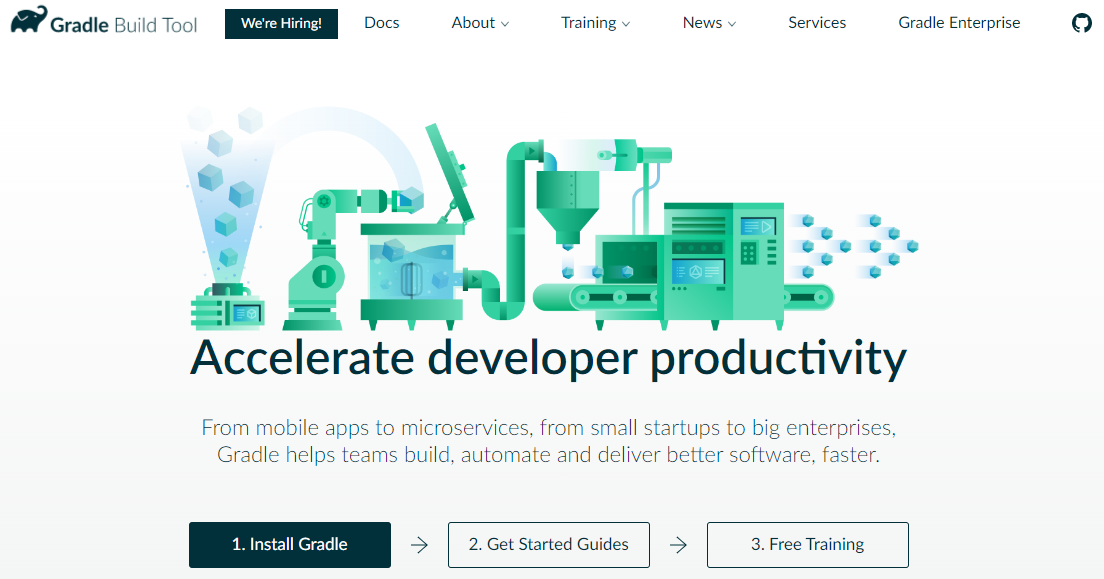 Gradle Build Tool
We're Hiring!
Docs
About
Training
News
Services
Gradle Enterprise
Accelerate developer productivity
From mobile apps to microservices, from small startups to big enterprises,
Gradle helps teams build, automate and deliver better software, faster.
1. Install Gradle
2. Get Started Guides
3. Free Training